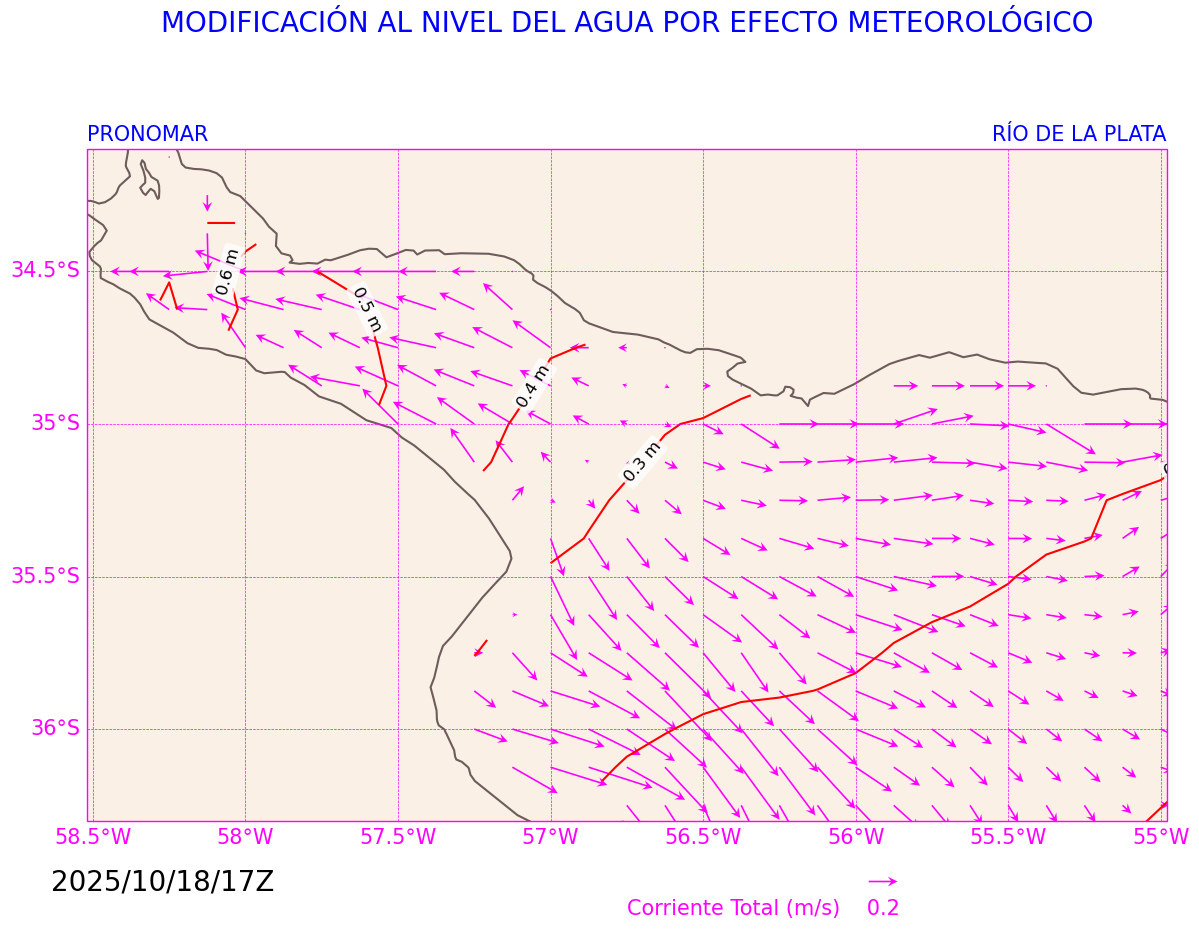 MODIFICACIÓN AL NIVEL DEL AGUA POR EFECTO METEOROLÓGICO
PRONOMAR
RÍO DE LA PLATA
0.6 m
0.5 m
0.4 m
0.3 m
34.5°S
35°S
35.5°S
36°S
58.5°W 58°W 57.5°W 57°W 56.5°W 56°W 55.5°W 55°W
2025/10/18/17Z
Corriente Total (m/s) 0.2